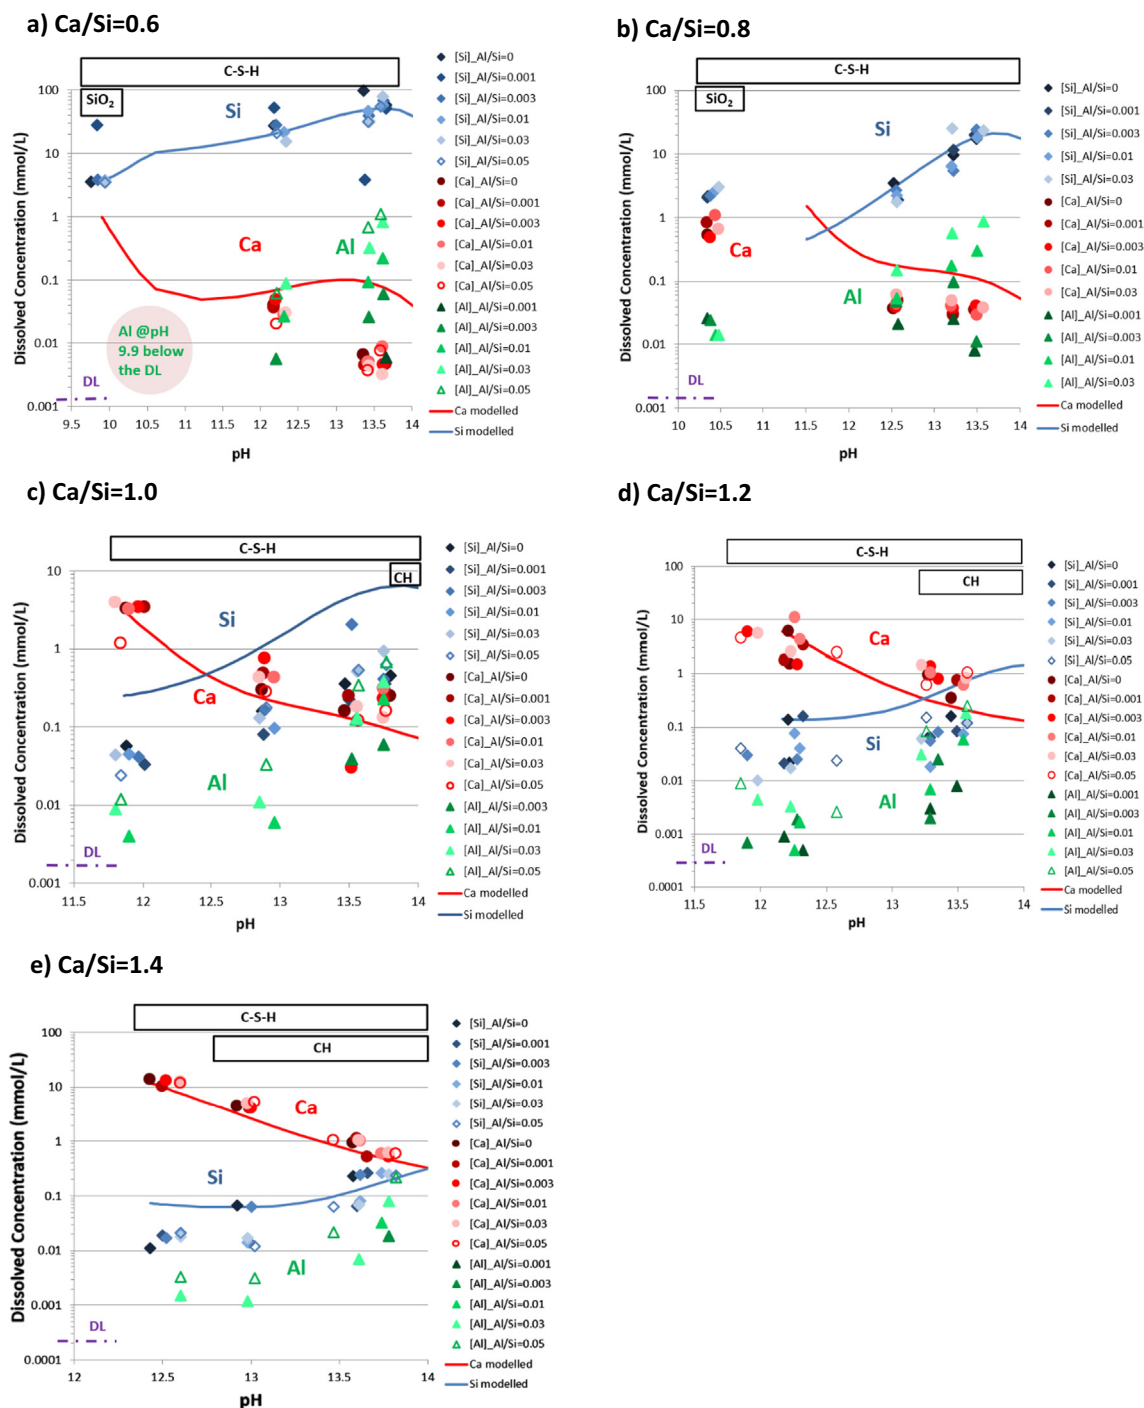 a) Ca/Si=0.6
C-S-H
SiO2
Si
Ca
Al
Al @pH
9.9 below
the DL
DL
Dissolved Concentration (mmol/L)
100
10
1
0.1
0.01
0.001
9.5 10 10.5 11 11.5 12 12.5 13 13.5 14
pH
[Si]_Al/Si=0
[Si]_Al/Si=0.001
[Si]_Al/Si=0.003
[Si]_Al/Si=0.01
[Si]_Al/Si=0.03
[Si]_Al/Si=0.05
[Ca]_Al/Si=0
[Ca]_Al/Si=0.001
[Ca]_Al/Si=0.003
[Ca]_Al/Si=0.01
[Ca]_Al/Si=0.03
[Ca]_Al/Si=0.05
[Al]_Al/Si=0.001
[Al]_Al/Si=0.003
[Al]_Al/Si=0.01
[Al]_Al/Si=0.03
[Al]_Al/Si=0.05
Ca modelled
Si modelled
b) Ca/Si=0.8
C-S-H
SiO2
Si
Ca
Al
DL
Dissolved Concentration (mmol/L)
100
10
1
0.1
0.01
0.001
10 10.5 11 11.5 12 12.5 13 13.5 14
pH
[Si]_Al/Si=0
[Si]_Al/Si=0.001
[Si]_Al/Si=0.003
[Si]_Al/Si=0.01
[Si]_Al/Si=0.03
[Ca]_Al/Si=0
[Ca]_Al/Si=0.001
[Ca]_Al/Si=0.003
[Ca]_Al/Si=0.01
[Ca]_Al/Si=0.03
[Al]_Al/Si=0.001
[Al]_Al/Si=0.003
[Al]_Al/Si=0.01
[Al]_Al/Si=0.03
Ca modelled
Si modelled
c) Ca/Si=1.0
C-S-H
CH
Si
Ca
Al
DL
Dissolved Concentration (mmol/L)
10
1
0.1
0.01
0.001
11.5 12 12.5 13 13.5 14
pH
[Si]_Al/Si=0
[Si]_Al/Si=0.001
[Si]_Al/Si=0.003
[Si]_Al/Si=0.01
[Si]_Al/Si=0.03
[Si]_Al/Si=0.05
[Ca]_Al/Si=0
[Ca]_Al/Si=0.001
[Ca]_Al/Si=0.003
[Ca]_Al/Si=0.01
[Ca]_Al/Si=0.03
[Ca]_Al/Si=0.05
[Al]_Al/Si=0.003
[Al]_Al/Si=0.01
[Al]_Al/Si=0.03
[Al]_Al/Si=0.05
Ca modelled
Si modelled
d) Ca/Si=1.2
C-S-H
CH
Ca
Si
Al
DL
Dissolved Concentration (mmol/L)
100
10
1
0.1
0.01
0.001
0.0001
11.5 12 12.5 13 13.5 14
pH
[Si]_Al/Si=0
[Si]_Al/Si=0.001
[Si]_Al/Si=0.003
[Si]_Al/Si=0.01
[Si]_Al/Si=0.03
[Si]_Al/Si=0.05
[Ca]_Al/Si=0
[Ca]_Al/Si=0.001
[Ca]_Al/Si=0.003
[Ca]_Al/Si=0.01
[Ca]_Al/Si=0.03
[Ca]_Al/Si=0.05
[Al]_Al/Si=0.001
[Al]_Al/Si=0.003
[Al]_Al/Si=0.01
[Al]_Al/Si=0.03
[Al]_Al/Si=0.05
Ca modelled
Si modelled
e) Ca/Si=1.4
C-S-H
CH
Ca
Si
Al
DL
Dissolved Concentration (mmol/L)
100
10
1
0.1
0.01
0.001
0.0001
12 12.5 13 13.5 14
pH
[Si]_Al/Si=0
[Si]_Al/Si=0.001
[Si]_Al/Si=0.003
[Si]_Al/Si=0.01
[Si]_Al/Si=0.03
[Si]_Al/Si=0.05
[Ca]_Al/Si=0
[Ca]_Al/Si=0.001
[Ca]_Al/Si=0.003
[Ca]_Al/Si=0.01
[Ca]_Al/Si=0.03
[Ca]_Al/Si=0.05
[Al]_Al/Si=0.001
[Al]_Al/Si=0.003
[Al]_Al/Si=0.01
[Al]_Al/Si=0.03
[Al]_Al/Si=0.05
Ca modelled
Si modelled